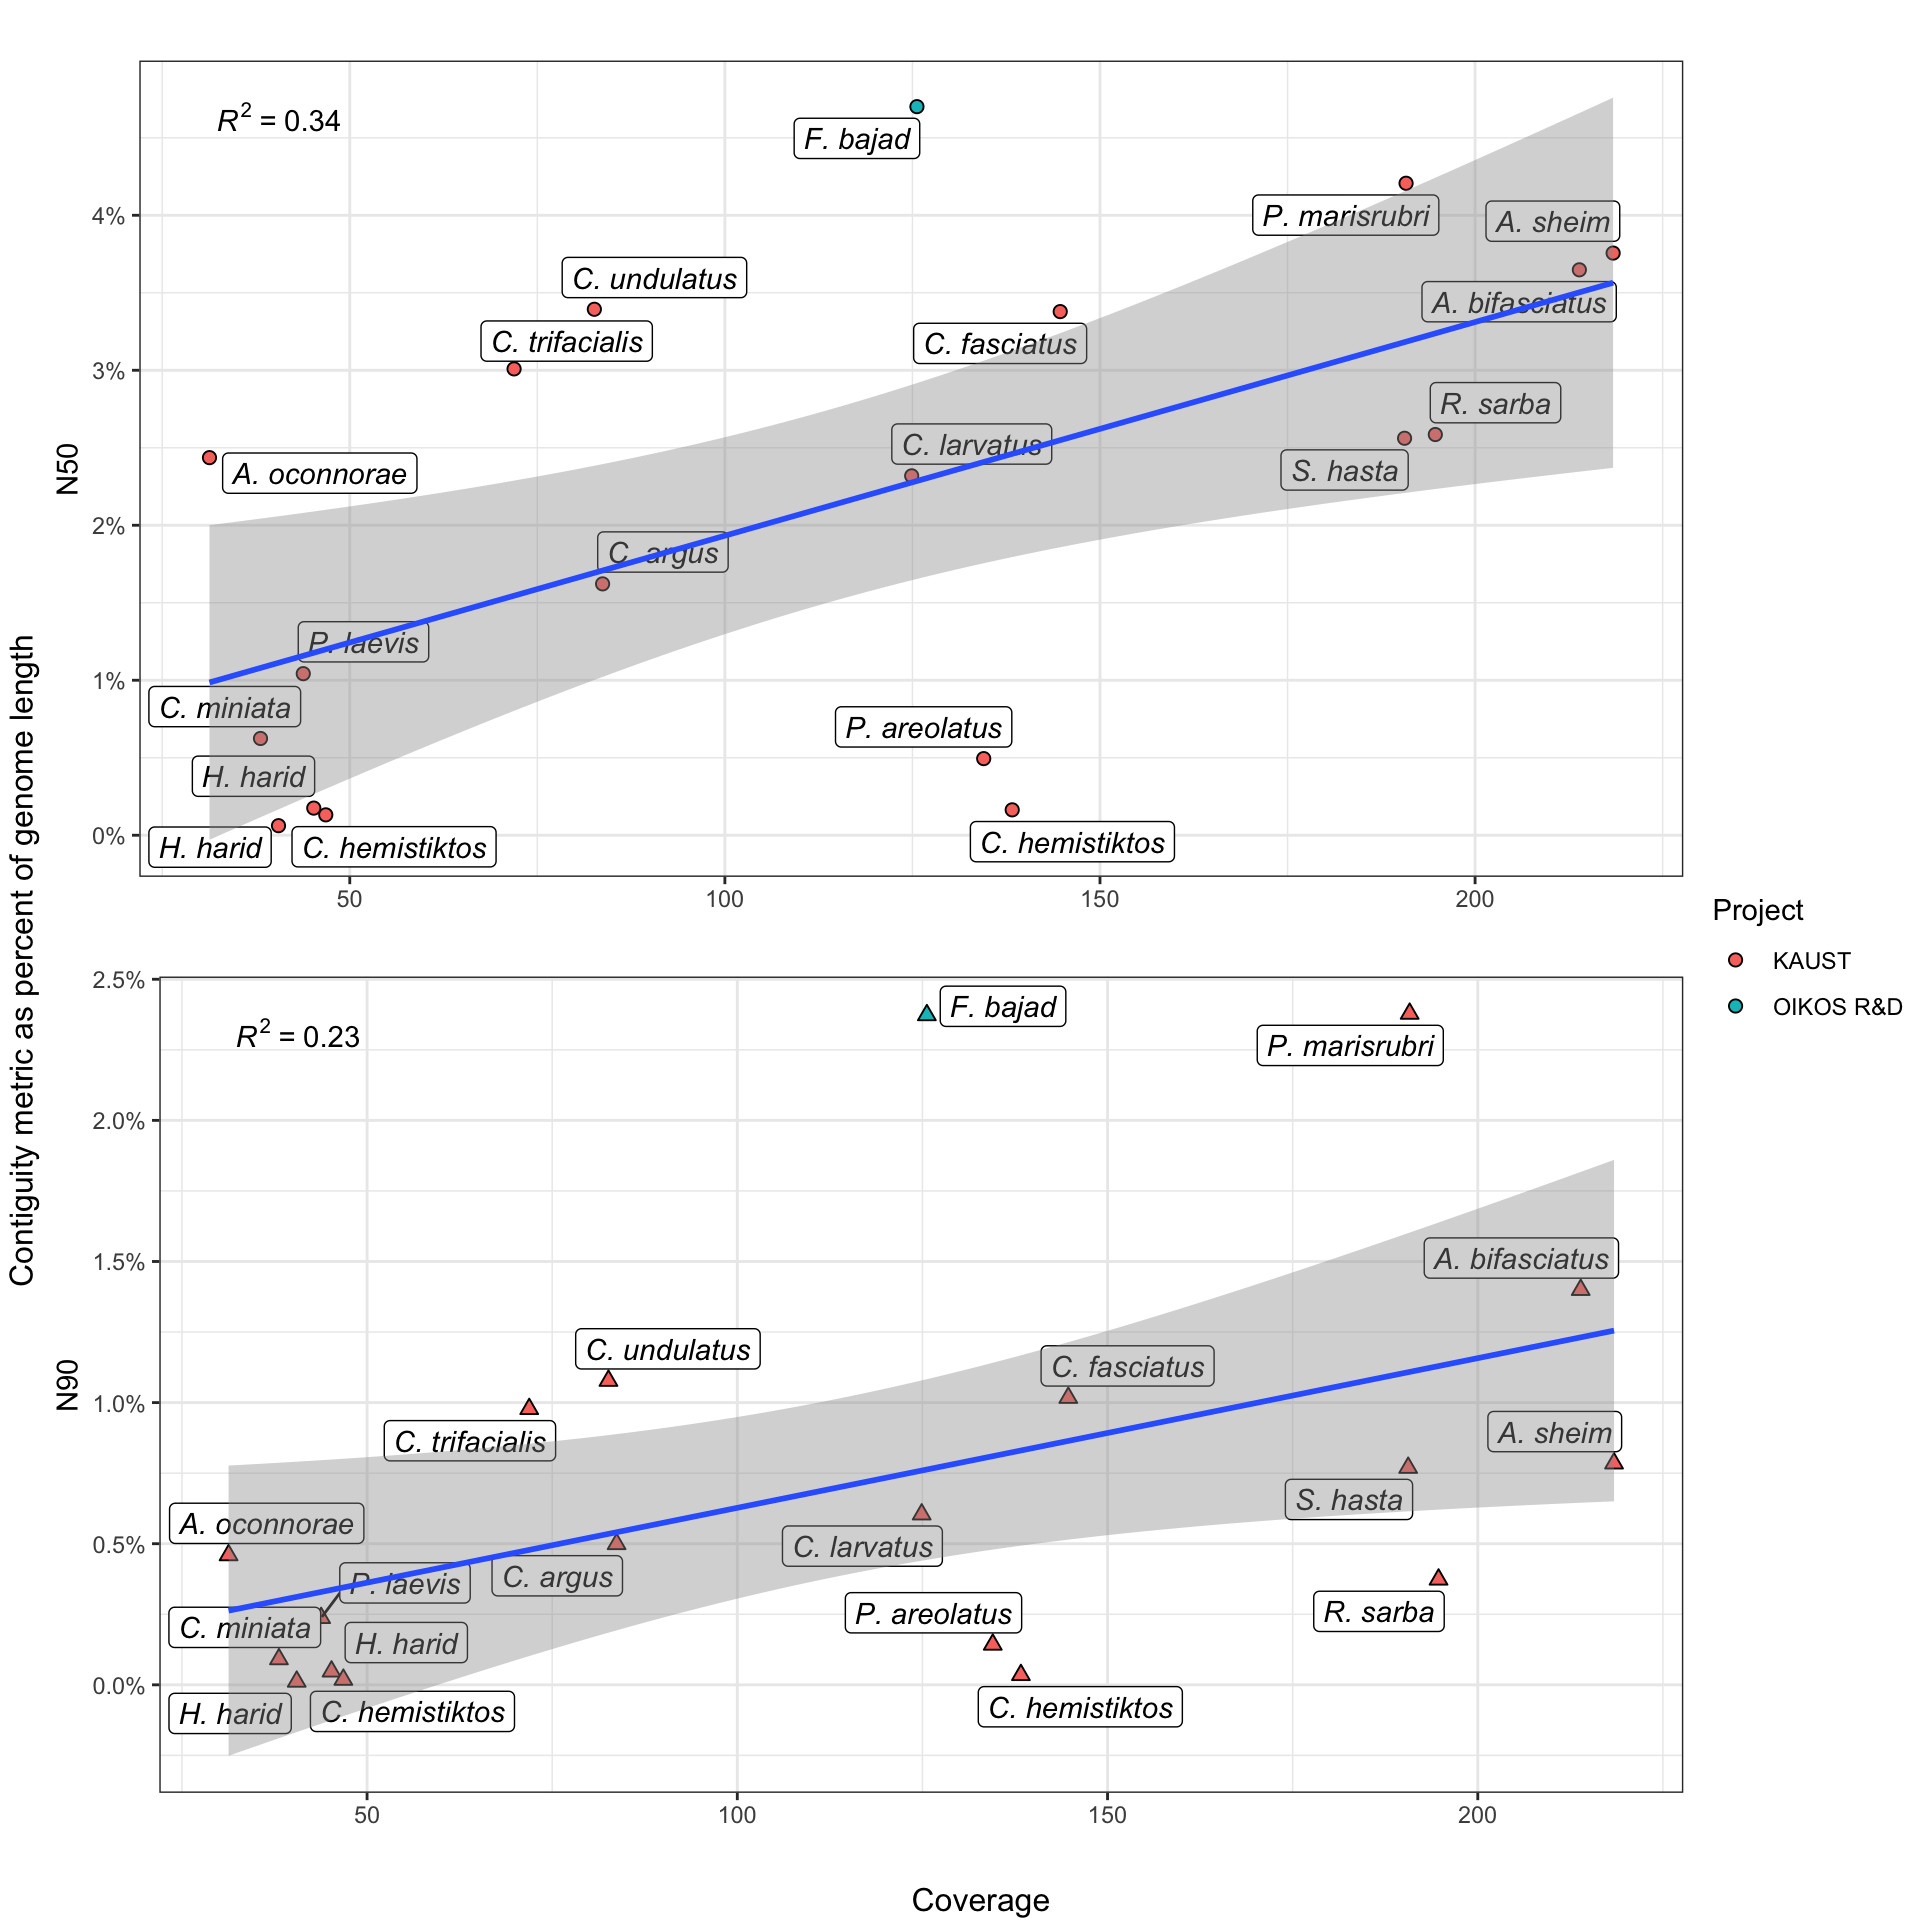 R2 = 0.34
F. bajad
P. marisrubri
A. sheim
C. undulatus
A. bifasciatus
C. trifacialis
C. fasciatus
R. sarba
C. larvatus
S. hasta
A. oconnorae
C. argus
P. laevis
C. miniata
P. areolatus
H. harid
H. harid
C. hemistiktos
C. hemistiktos
4%
3%
2%
1%
0%
N50
50 100 150 200
Contiguity metric as percent of genome length
Project
KAUST
OIKOS R&D
R2 = 0.23
F. bajad
P. marisrubri
A. bifasciatus
C. undulatus
C. fasciatus
C. trifacialis
A. sheim
S. hasta
A. oconnorae
C. larvatus
P. laevis
C. argus
P. areolatus
R. sarba
C. miniata
H. harid
H. harid
C. hemistiktos
C. hemistiktos
2.5%
2.0%
1.5%
1.0%
0.5%
0.0%
N90
50 100 150 200
Coverage